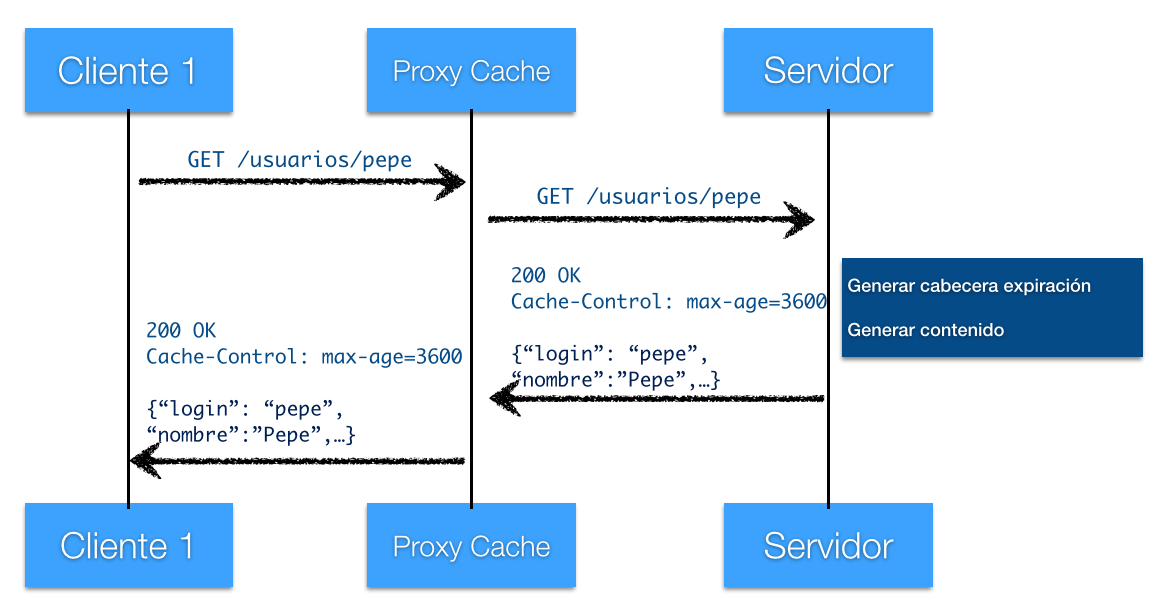 Cliente 1
Proxy Cache
Servidor
GET /usuarios/pepe
GET /usuarios/pepe
200 OK
Cache-Control: max-age=3600
{“login”: “pepe”,
“nombre”:”Pepe”,…}
Generar cabecera expiración
Generar contenido
200 OK
Cache-Control: max-age=3600
{“login”: “pepe”,
“nombre”:”Pepe”,…}
Cliente 1
Proxy Cache
Servidor